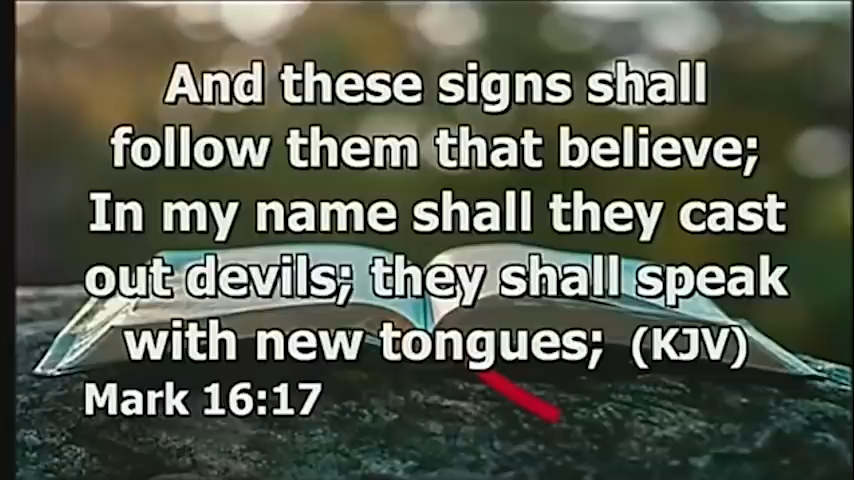 And these signs shall
follow them that believe;
In my name shall they cast
out devils; they shall speak
with new tongues; (KJV)
Mark 16:17